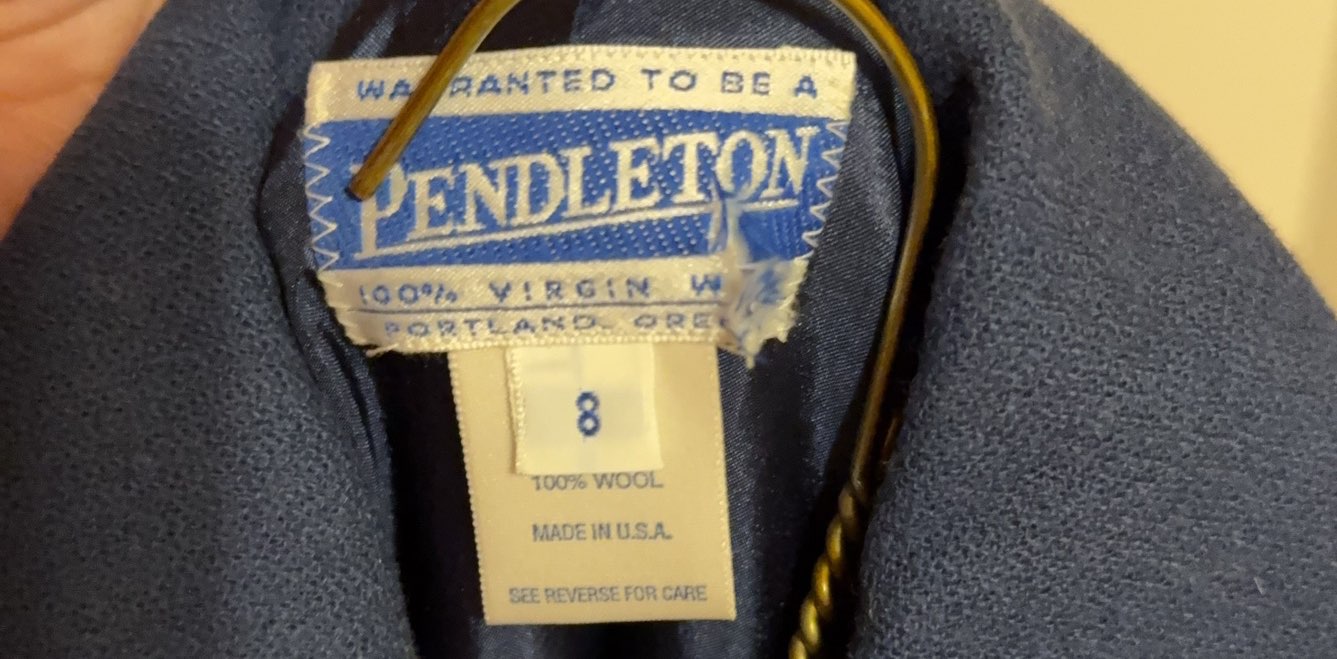 WARRANTED TO BE A
PENDLETON
100% VIRGIN
PORTLAND, ORE
8
100% WOOL
MADE IN U.S.A.
SEE REVERSE FOR CARE